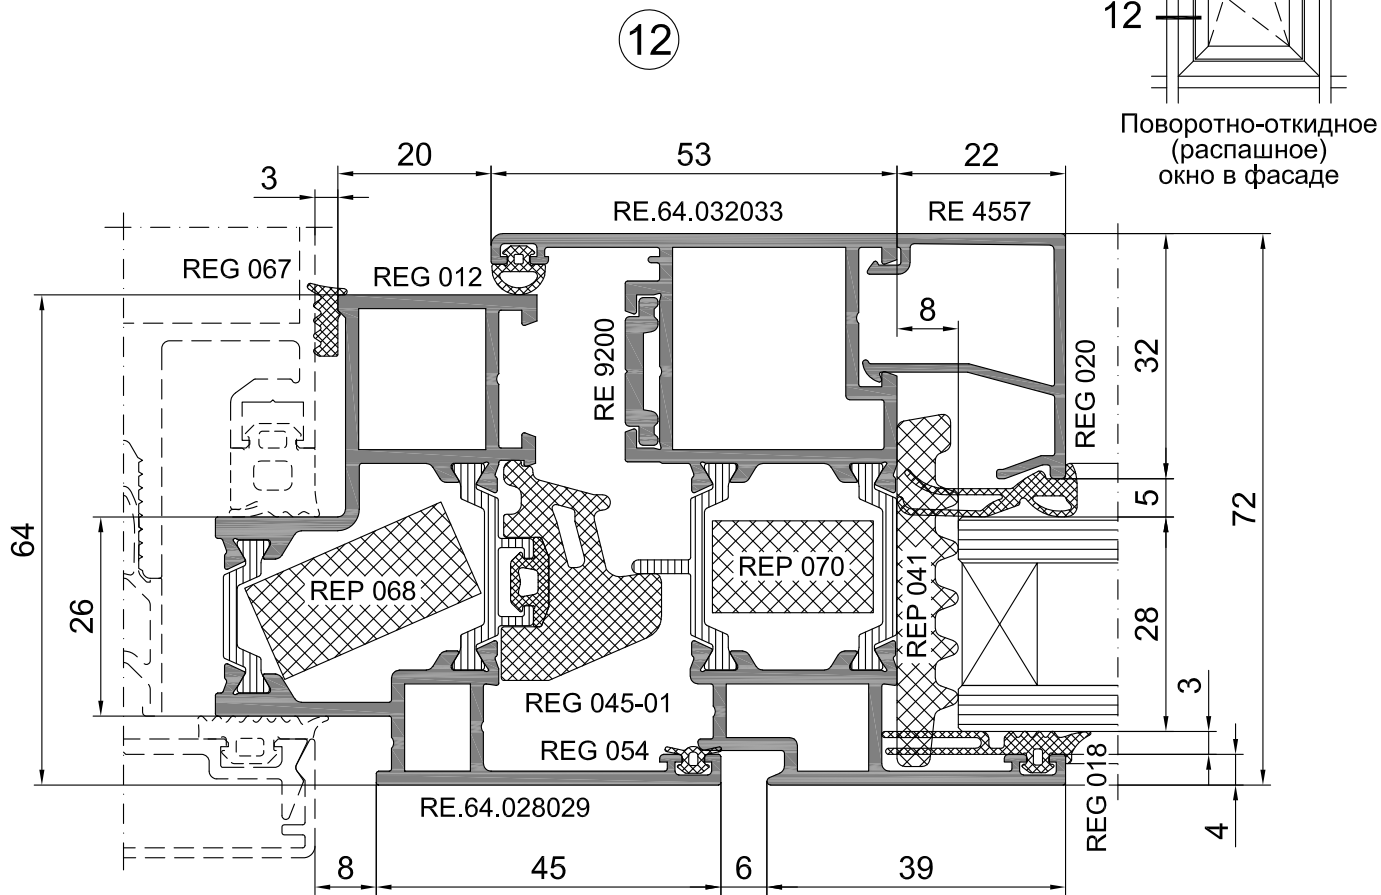 12
12
Поворотно-откидное
(распашное)
окно в фасаде
20
53
22
3
RE.64.032033
RE 4557
REG 067
REG 012
8
RE 9200
REG 020
32
5
72
64
26
REP 068
REP 070
REP 041
28
3
REG 045-01
REG 054
REG 018
RE.64.028029
4
8
45
6
39